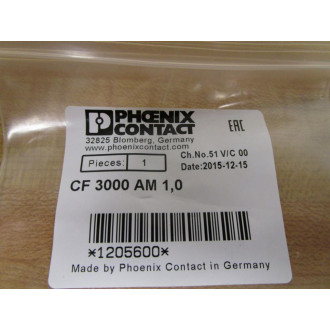 PHŒNIX
CONTACT
32825 Blomberg, Germany
www.phoenixcontact.com
EAC
Ch.No.51 V/C 00
Pieces: 1
Date:2015-12-15
CF 3000 AM 1,0
*1205600*
Made by Phoenix Contact in Germany